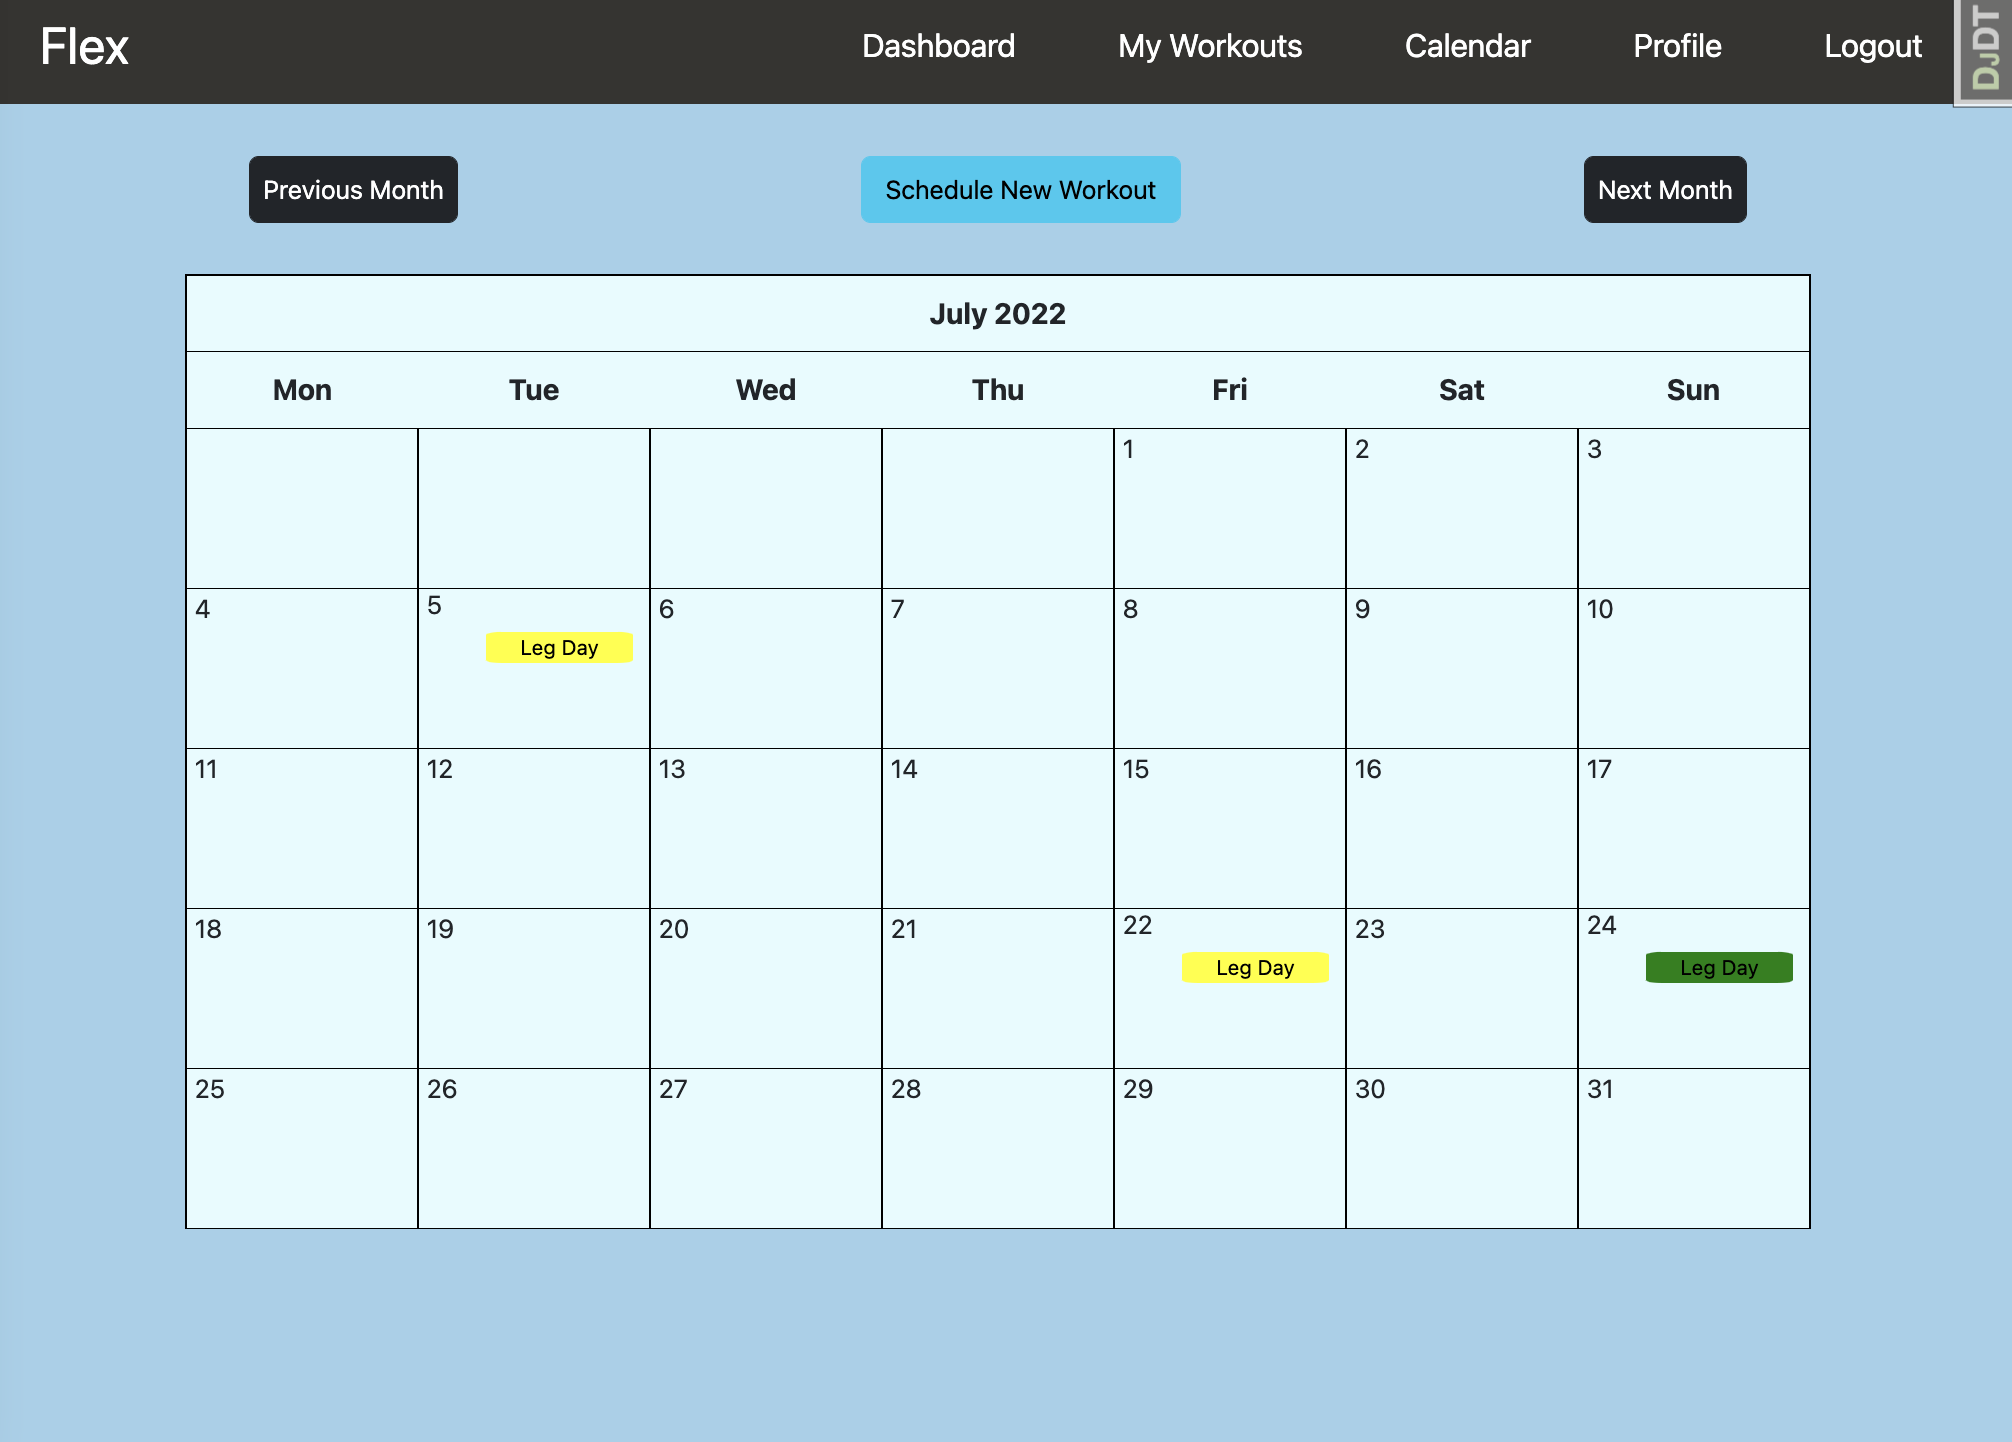 Flex Dashboard My Workouts Calendar Profile Logout DJDT
Previous Month Schedule New Workout Next Month
July 2022
Mon Tue Wed Thu Fri Sat Sun
1 2 3
4 5 6 7 8 9 10
Leg Day
11 12 13 14 15 16 17
18 19 20 21 22 23 24
Leg Day Leg Day
25 26 27 28 29 30 31